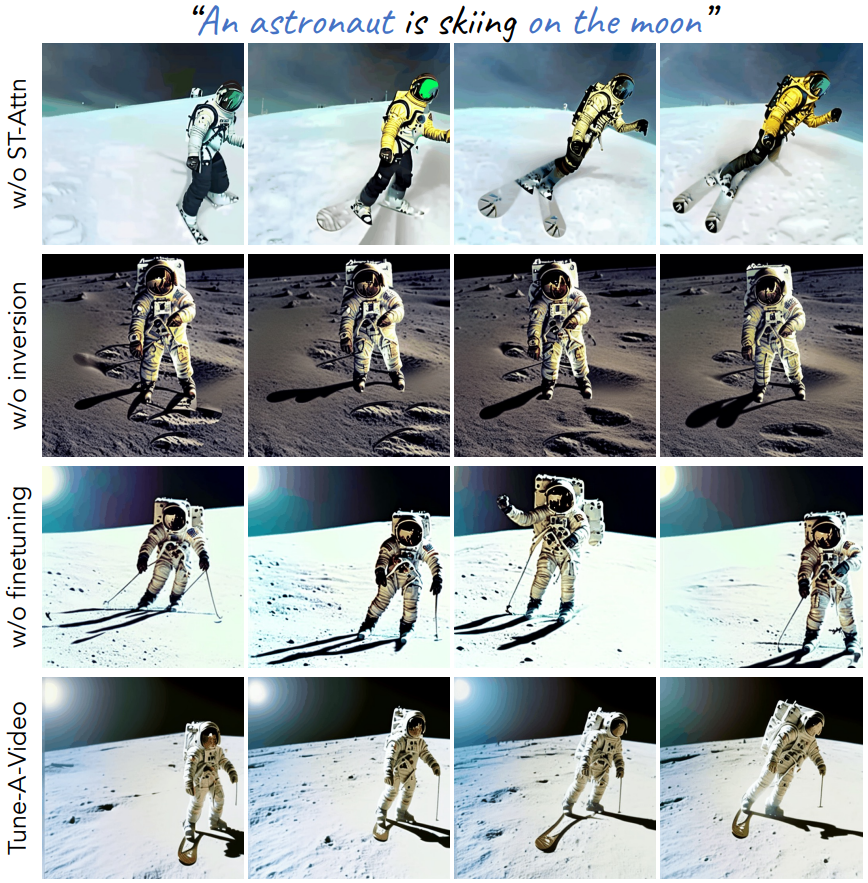 “An astronaut is skiing on the moon”
w/o ST-Attn
w/o inversion
w/o finetuning
Tune-A-Video